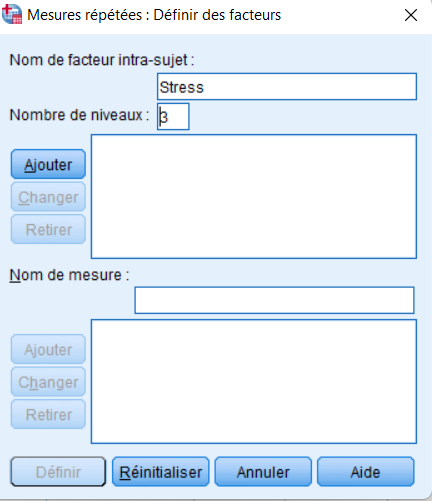 Mesures répétées : Définir des facteurs
Nom de facteur intra-sujet :
Stress
Nombre de niveaux : 3
Ajouter
Changer
Retirer
Nom de mesure :
Ajouter
Changer
Retirer
Définir Réinitialiser Annuler Aide